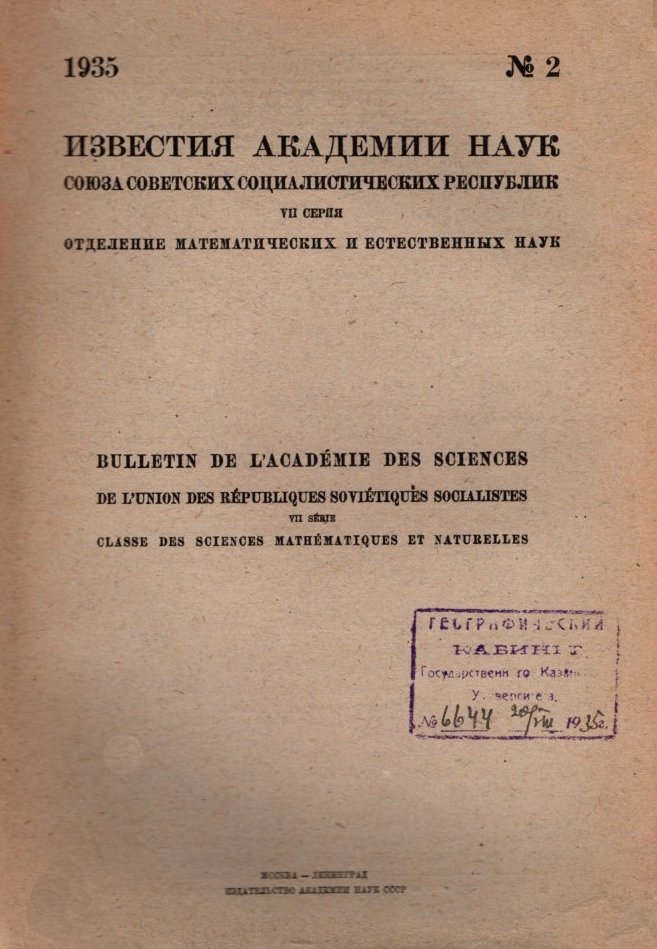 1935 № 2
ИЗВЕСТИЯ АКАДЕМИИ НАУК
СОЮЗА СОВЕТСКИХ СОЦИАЛИСТИЧЕСКИХ РЕСПУБЛИК
VII СЕРИЯ
ОТДЕЛЕНИЕ МАТЕМАТИЧЕСКИХ И ЕСТЕСТВЕННЫХ НАУК
BULLETIN DE L'ACADÉMIE DES SCIENCES
DE L'UNION DES RÉPUBLIQUES SOVIÉTIQUES SOCIALISTES
VII SÉRIE
CLASSE DES SCIENCES MATHÉMATIQUES ET NATURELLES
ГЕОГРАФИЧЕСКИЙ
КАБИНЕТ
Государственного
Университета,
№ 6644 1935г.
МОСКВА — ЛЕНИНГРАД
ИЗДАТЕЛЬСТВО АКАДЕМИИ НАУК СССР